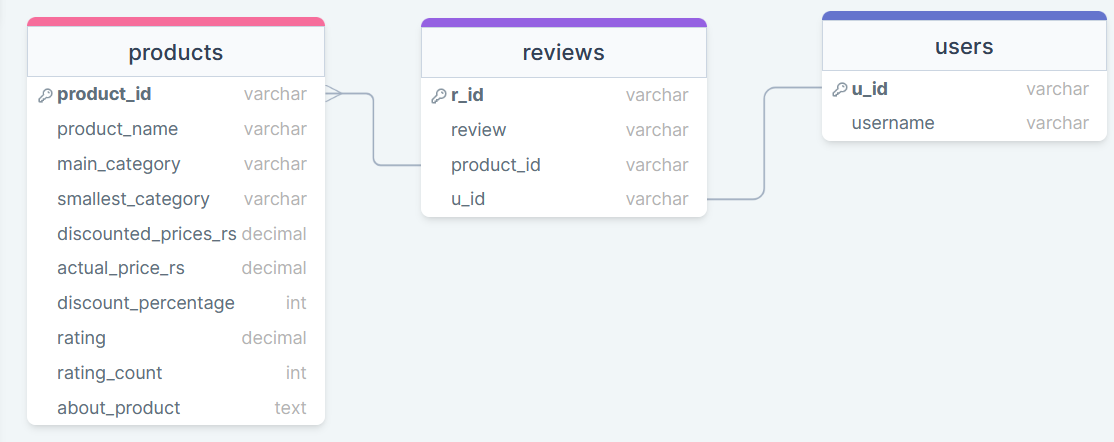 products
product_id varchar
product_name varchar
main_category varchar
smallest_category varchar
discounted_prices_rs decimal
actual_price_rs decimal
discount_percentage int
rating decimal
rating_count int
about_product text
reviews
r_id varchar
review varchar
product_id varchar
u_id varchar
users
u_id varchar
username varchar